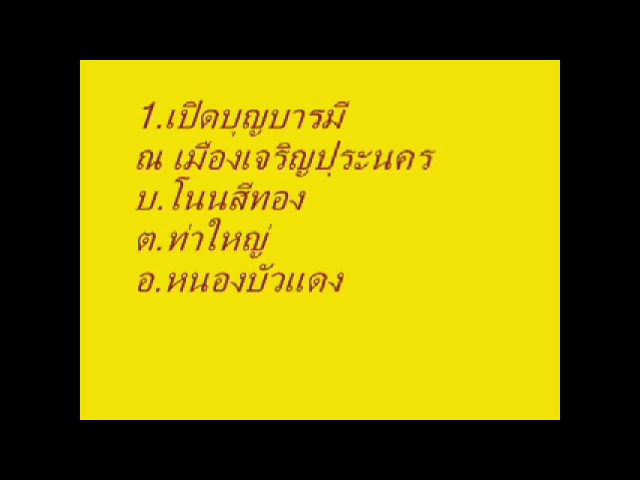 1.เปิดบุญบารมี
ณ เมืองเจริญปุระนคร
บ.โนนสีทอง
ต.ท่าใหญ่
อ.หนองบัวแดง